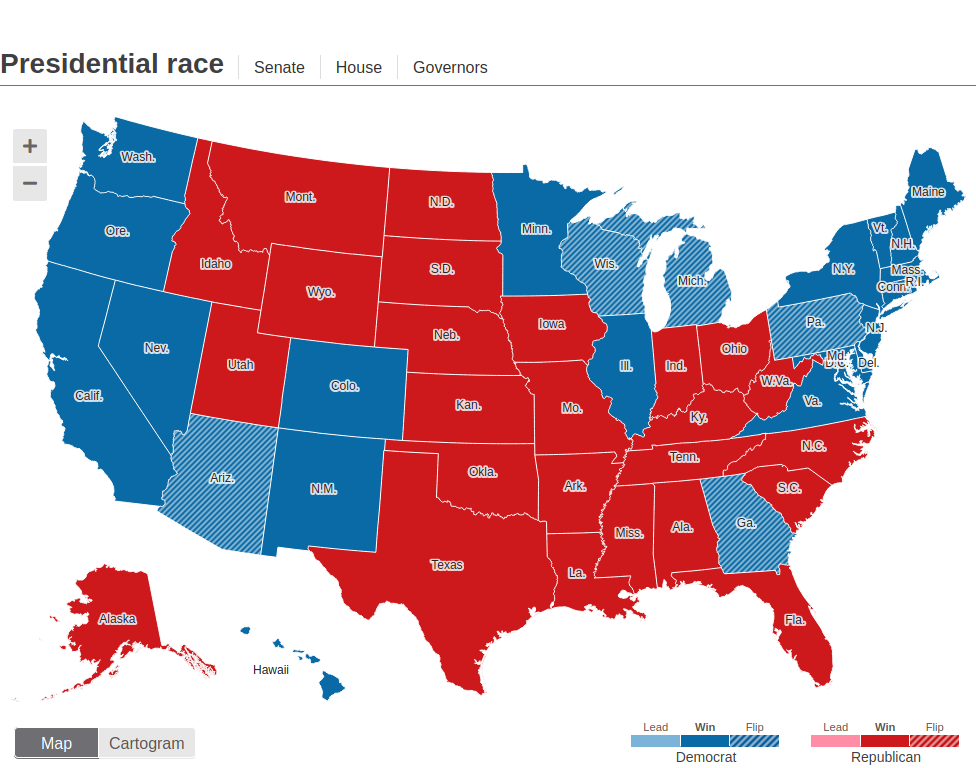 Presidential race
Senate
House
Governors
+
−
Wash.
Ore.
Calif.
Nev.
Idaho
Mont.
Wyo.
Utah
Ariz.
Colo.
N.M.
N.D.
S.D.
Neb.
Kan.
Okla.
Texas
Minn.
Iowa
Mo.
Ark.
La.
Wis.
Ill.
Mich.
Ind.
Ohio
Ky.
Tenn.
Miss.
Ala.
Ga.
Fla.
S.C.
N.C.
Va.
W.Va.
Pa.
N.Y.
Vt.
N.H.
Maine
Mass.
R.I.
Conn.
N.J.
Del.
Md.
D.C.
Alaska
Hawaii
Map
Cartogram
Lead Win Flip
Democrat
Lead Win Flip
Republican